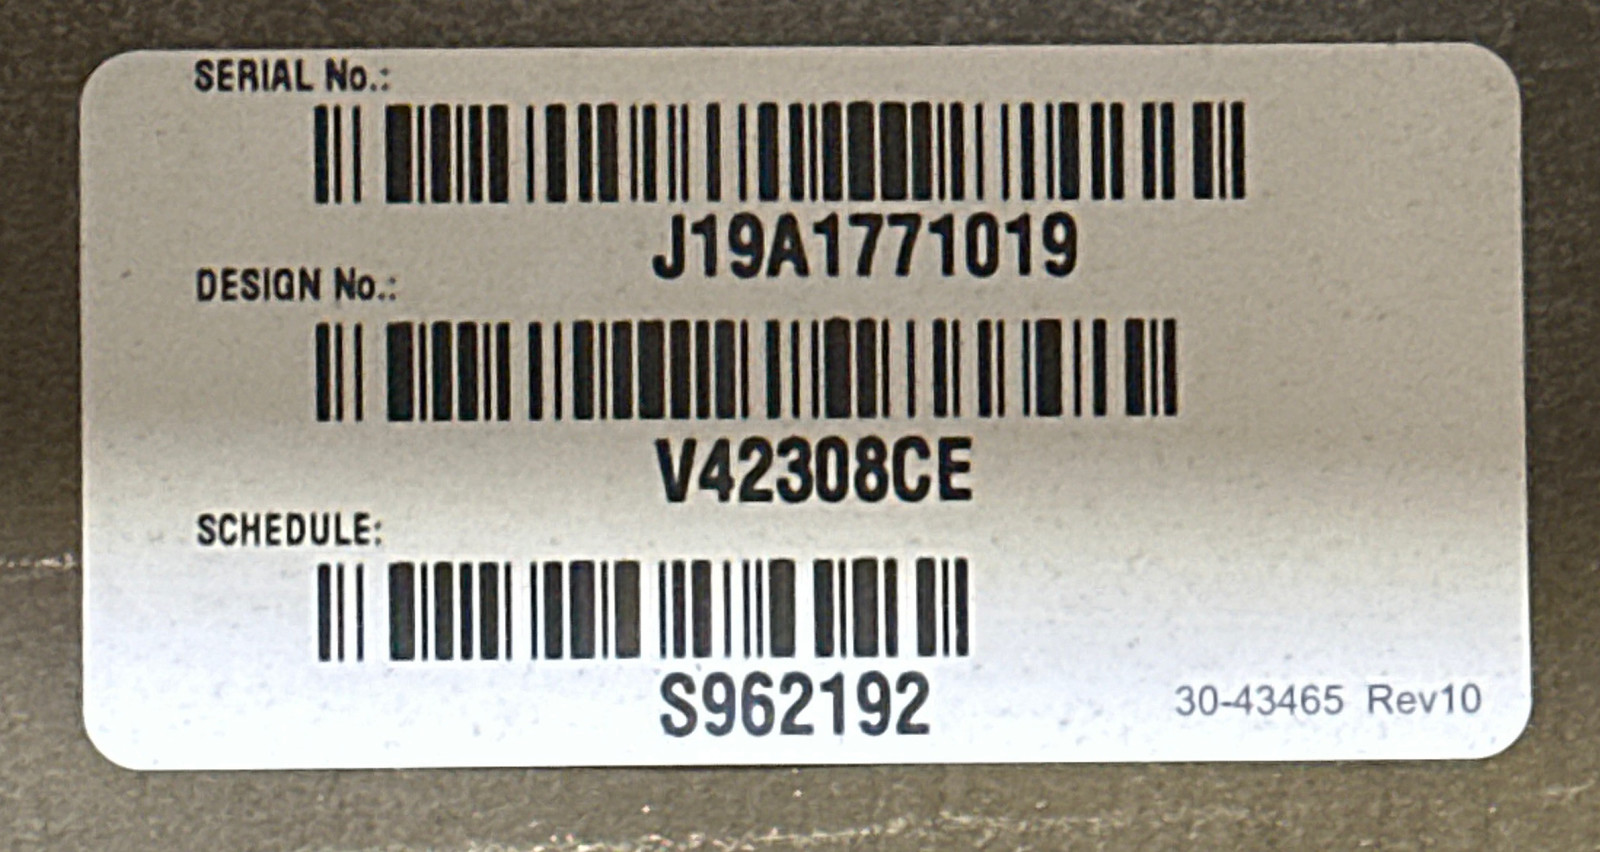 SERIAL No.:
J19A1771019
DESIGN No.:
V42308CE
SCHEDULE:
S962192
30-43465 Rev10